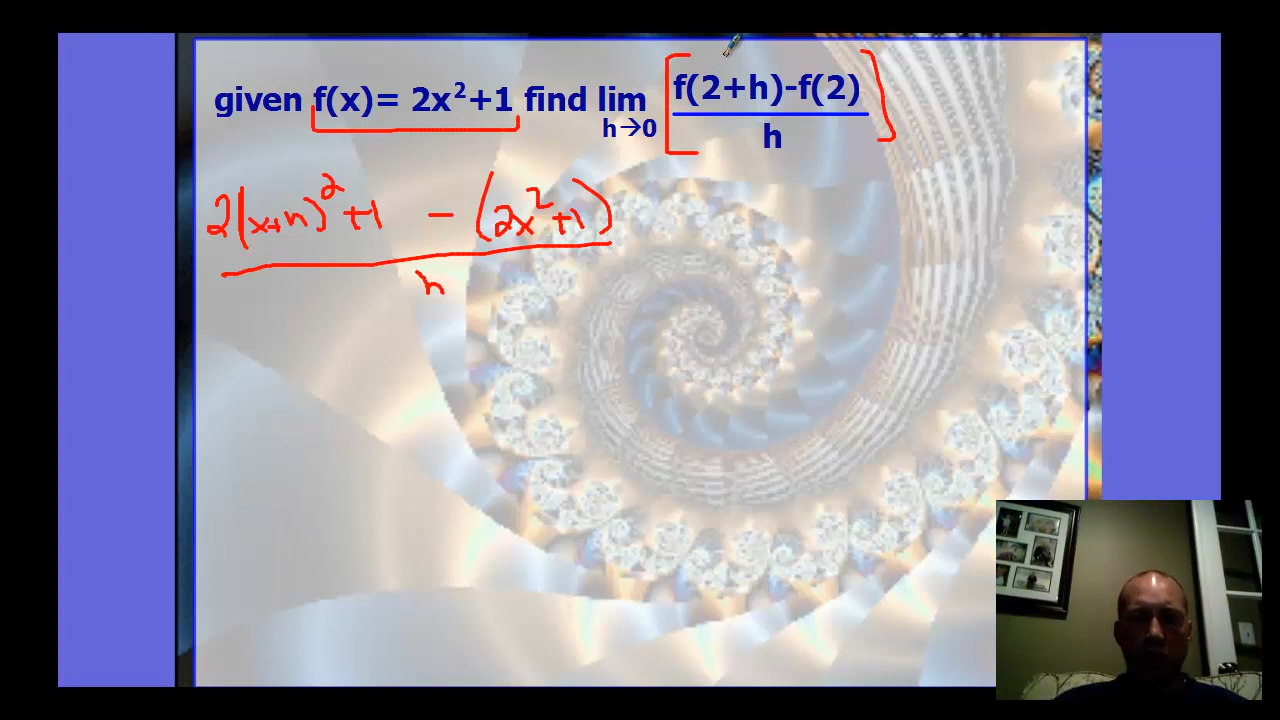 given f(x)= 2x²+1 find lim f(2+h)-f(2)
h→0 h
2(x+h)²+1 - (2x²+1)
h